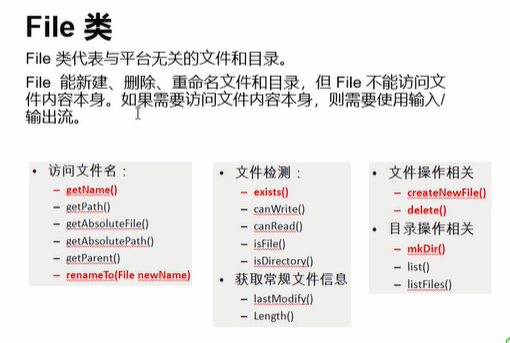 File 类
File 类代表与平台无关的文件和目录。
File 能新建、删除、重命名文件和目录，但 File 不能访问文
件内容本身。如果需要访问文件内容本身，则需要使用输入/
输出流。
• 访问文件名：
– getName()
– getPath()
– getAbsoluteFile()
– getAbsolutePath()
– getParent()
– renameTo(File newName)
• 文件检测：
– exists()
– canWrite()
– canRead()
– isFile()
– isDirectory()
• 获取常规文件信息
– lastModify()
– Length()
• 文件操作相关
– createNewFile()
– delete()
• 目录操作相关
– mkDir()
– list()
– listFiles()